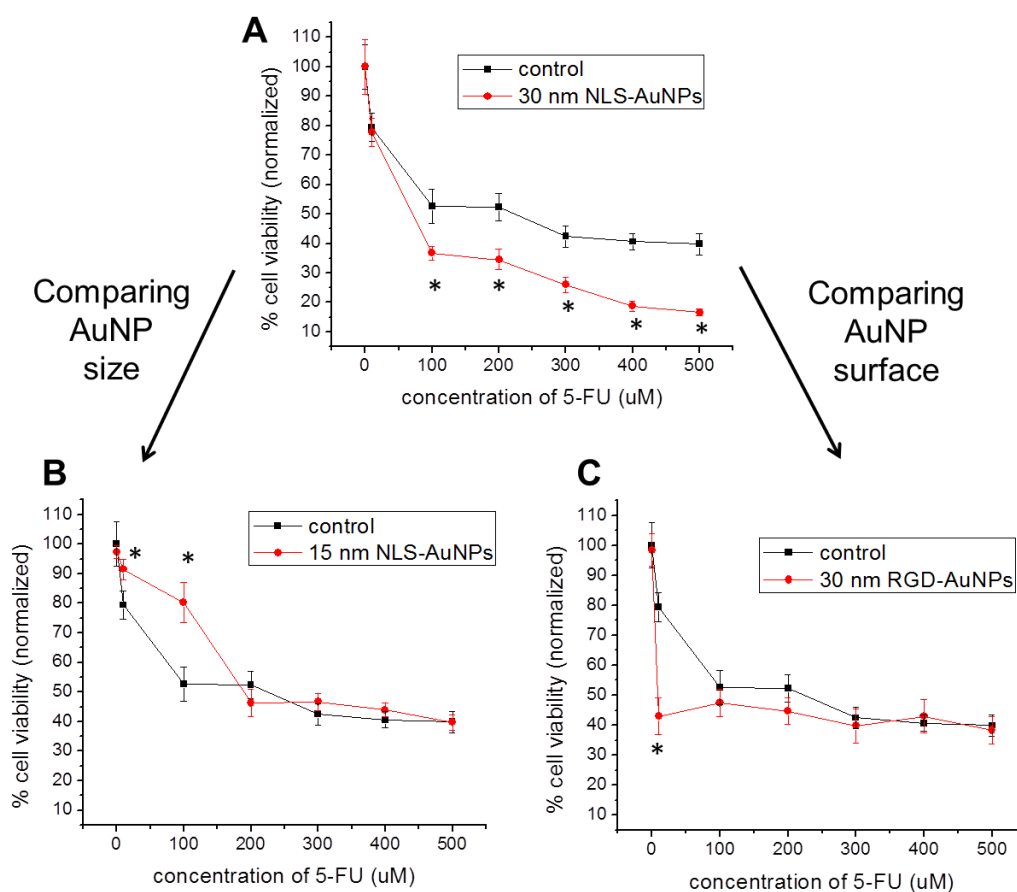 A
control
30 nm NLS-AuNPs
% cell viability (normalized)
100
90
80
70
60
50
40
30
20
10
*
*
*
*
*
0
100
200
300
400
500
concentration of 5-FU (uM)
Comparing
AuNP
size
Comparing
AuNP
surface
B
control
15 nm NLS-AuNPs
% cell viability (normalized)
110
100
90
80
70
60
50
40
30
20
10
*
*
0
100
200
300
400
500
concentration of 5-FU (uM)
C
control
30 nm RGD-AuNPs
% cell viability (normalized)
110
100
90
80
70
60
50
40
30
20
10
*
0
100
200
300
400
500
concentration of 5-FU (uM)